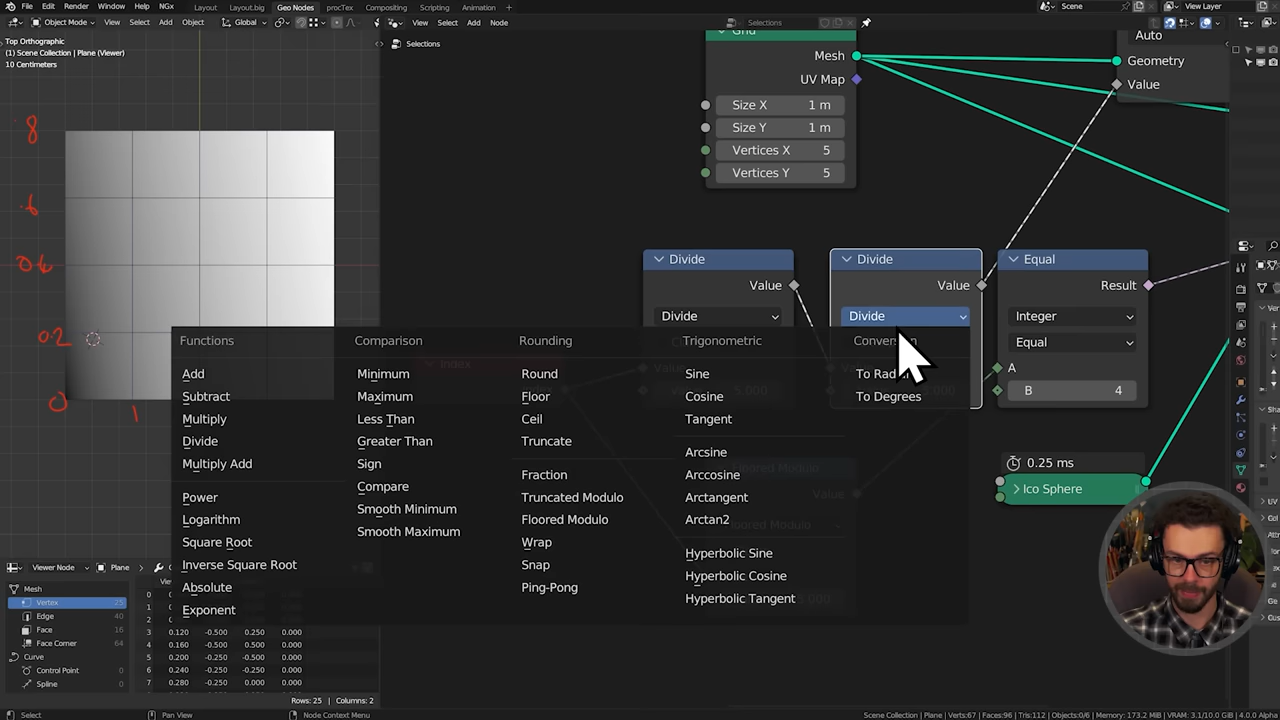 File Edit Render Window Help NGx Layout Layout.big Geo Nodes procTex Compositing Scripting Animation + Scene View Layer
Object Mode View Select Add Object Global View Select Add Node Selections
Top Orthographic
(1) Scene Collection | Plane (Viewer)
10 Centimeters
Selections
Grid
Mesh
UV Map
Size X 1 m
Size Y 1 m
Vertices X 5
Vertices Y 5
Auto
Geometry
Value
8
.6
0.2
0
1
Divide
Value
Divide
Divide
Value
Divide
Equal
Result
Integer
Equal
A
B 4
Index
0.25 ms
Ico Sphere
Floored Modulo
Value
Floored Modulo
Functions
Add
Subtract
Multiply
Divide
Multiply Add
Power
Logarithm
Square Root
Inverse Square Root
Absolute
Exponent
Comparison
Minimum
Maximum
Less Than
Greater Than
Sign
Compare
Smooth Minimum
Smooth Maximum
Rounding
Round
Floor
Ceil
Truncate
Fraction
Truncated Modulo
Floored Modulo
Wrap
Snap
Ping-Pong
Trigonometric
Sine
Cosine
Tangent
Arcsine
Arccosine
Arctangent
Arctan2
Hyperbolic Sine
Hyperbolic Cosine
Hyperbolic Tangent
To Degrees
Viewer Node Plane
Mesh
Vertex 25
Edge 40
Face 16
Face Corner 64
Curve
Control Point 0
Spline 0
3 0.120 -0.500 0.250 0.000
4 0.160 -0.500 0.500 0.000
5 0.200 -0.500 -0.250 0.000
6 0.240 -0.250 -0.250 0.000
7 0.280 -0.250 0.000
Rows: 25 | Columns: 2
Select Pan View Node Context Menu Scene Collection | Plane | Verts:67 | Faces:96 | Tris:112 | Objects:0/6 | Memory: 173.2 MiB | VRAM: 3.1/10.0 GiB | 4.0.0 Alpha